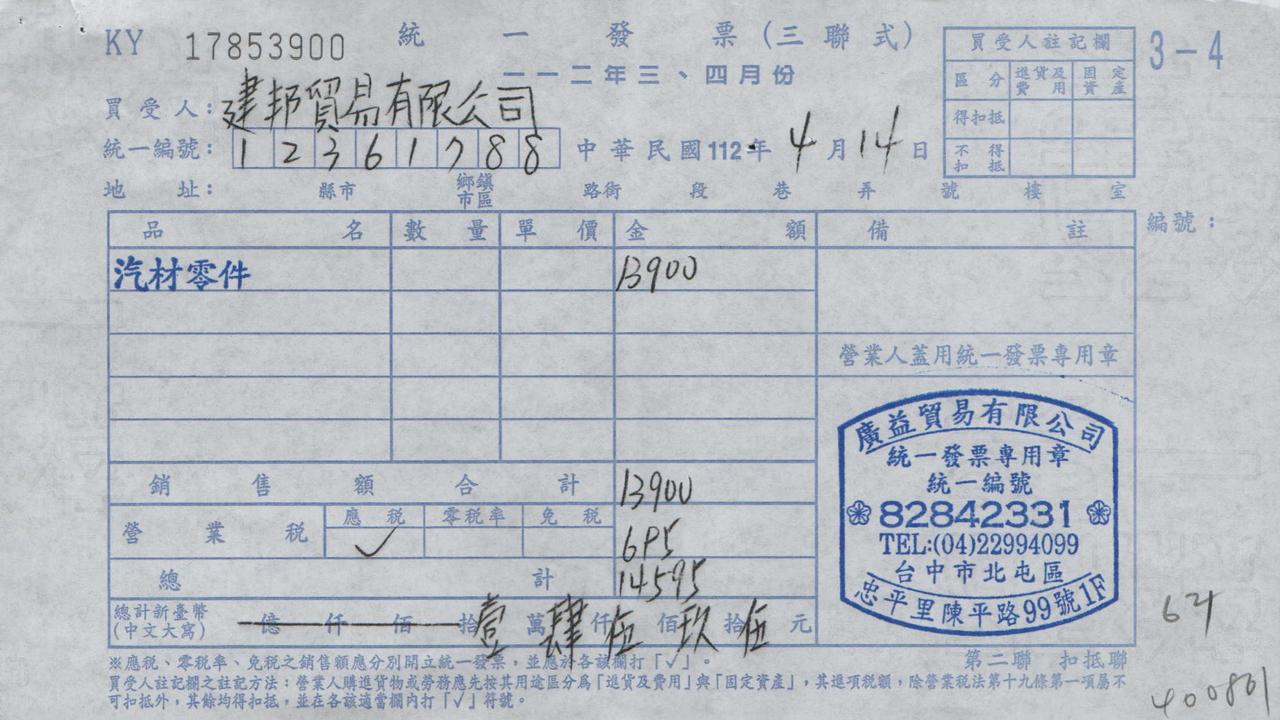 KY 17853900 統一發票(三聯式)
一一二年三、四月份
3-4
買受人:建邦貿易有限公司
統一編號:12361788 中華民國112年4月14日
地址: 縣市 鄉鎮市區 路街 段 巷 弄 號 樓 室
買受人註記欄
區分 進貨及費用 固定資產
得扣抵
不得扣抵
編號:
品名 數量 單價 金額 備註
汽材零件 13900
營業人蓋用統一發票專用章
銷售額合計 13900
營業稅 應稅 零稅率 免稅 695
✓
總計 14595
總計新臺幣(中文大寫) 億 仟 佰 拾壹萬肆仟伍佰玖拾伍元
廣益貿易有限公司
統一發票專用章
統一編號
82842331
TEL:(04)22994099
台中市北屯區
忠平里陳平路99號1F
※應稅、零稅率、免稅之銷售額應分別開立統一發票,並應於各該欄打「✓」。
第二聯 扣抵聯
買受人註記欄之註記方法:營業人購進貨物或勞務應先按其用途區分為「進貨及費用」與「固定資產」,其進項稅額,除營業稅法第十九條第一項屬不
可扣抵外,其餘均得扣抵,並在各該適當欄內打「✓」符號。
400861